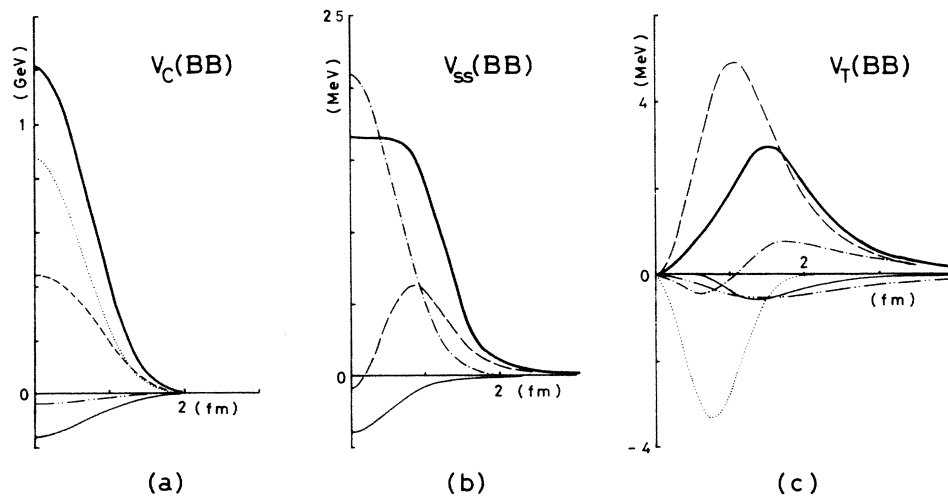 (GeV)
1
0
V_C(BB)
2 (fm)
(a)
25
(MeV)
0
V_ss(BB)
2 (fm)
(b)
(MeV)
4
0
-4
V_T(BB)
2
(fm)
(c)